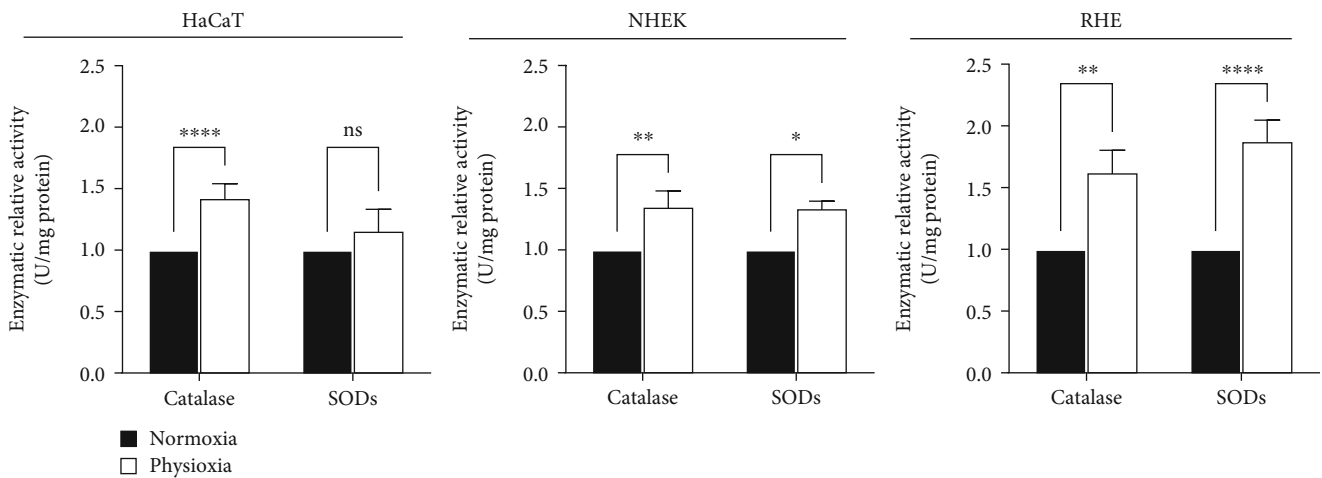 HaCaT
Enzymatic relative activity
(U/mg protein)
2.5
2.0
1.5
1.0
0.5
0.0
****
ns
Catalase
SODs
NHEK
Enzymatic relative activity
(U/mg protein)
2.5
2.0
1.5
1.0
0.5
0.0
**
*
Catalase
SODs
RHE
Enzymatic relative activity
(U/mg protein)
2.5
2.0
1.5
1.0
0.5
0.0
**
****
Catalase
SODs
Normoxia
Physioxia